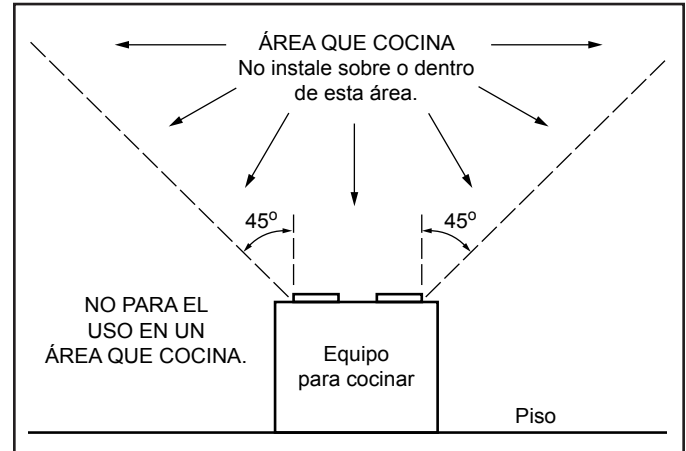 ÁREA QUE COCINA
No instale sobre o dentro
de esta área.
45º
45º
NO PARA EL
USO EN UN
ÁREA QUE COCINA.
Equipo
para cocinar
Piso